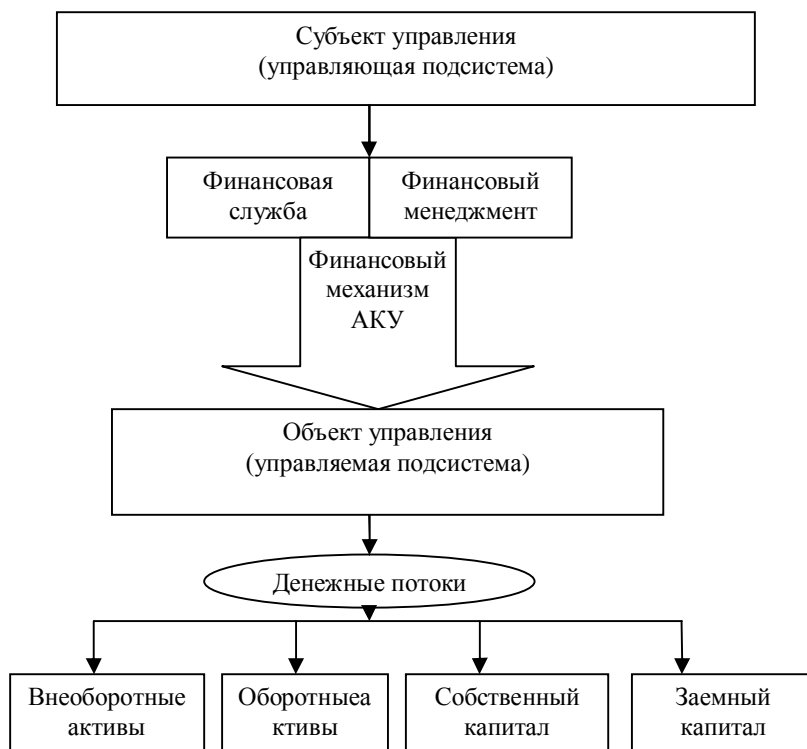 Субъект управления
(управляющая подсистема)
Финансовая
служба
Финансовый
менеджмент
Финансовый
механизм
АКУ
Объект управления
(управляемая подсистема)
Денежные потоки
Внеоборотные
активы
Оборотныеа
ктивы
Собственный
капитал
Заемный
капитал